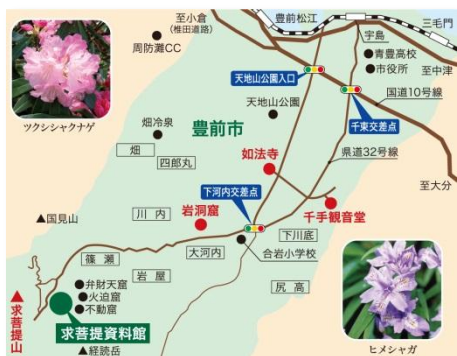 至小倉
(椎田道路)
豊前松江
三毛門
宇島
周防灘CC
青豊高校
市役所
至中津
天地山公園入口
国道10号線
ツクシシャクナゲ
天地山公園
千束交差点
畑冷泉
豊前市
畑
四郎丸
如法寺
県道32号線
至大分
下河内交差点
千手観音堂
国見山
川内
岩洞窟
下川底
大河内
合岩小学校
篠瀬
岩屋
尻高
弁財天窟
火追窟
不動窟
求菩提山
求菩提資料館
経読岳
ヒメシャガ